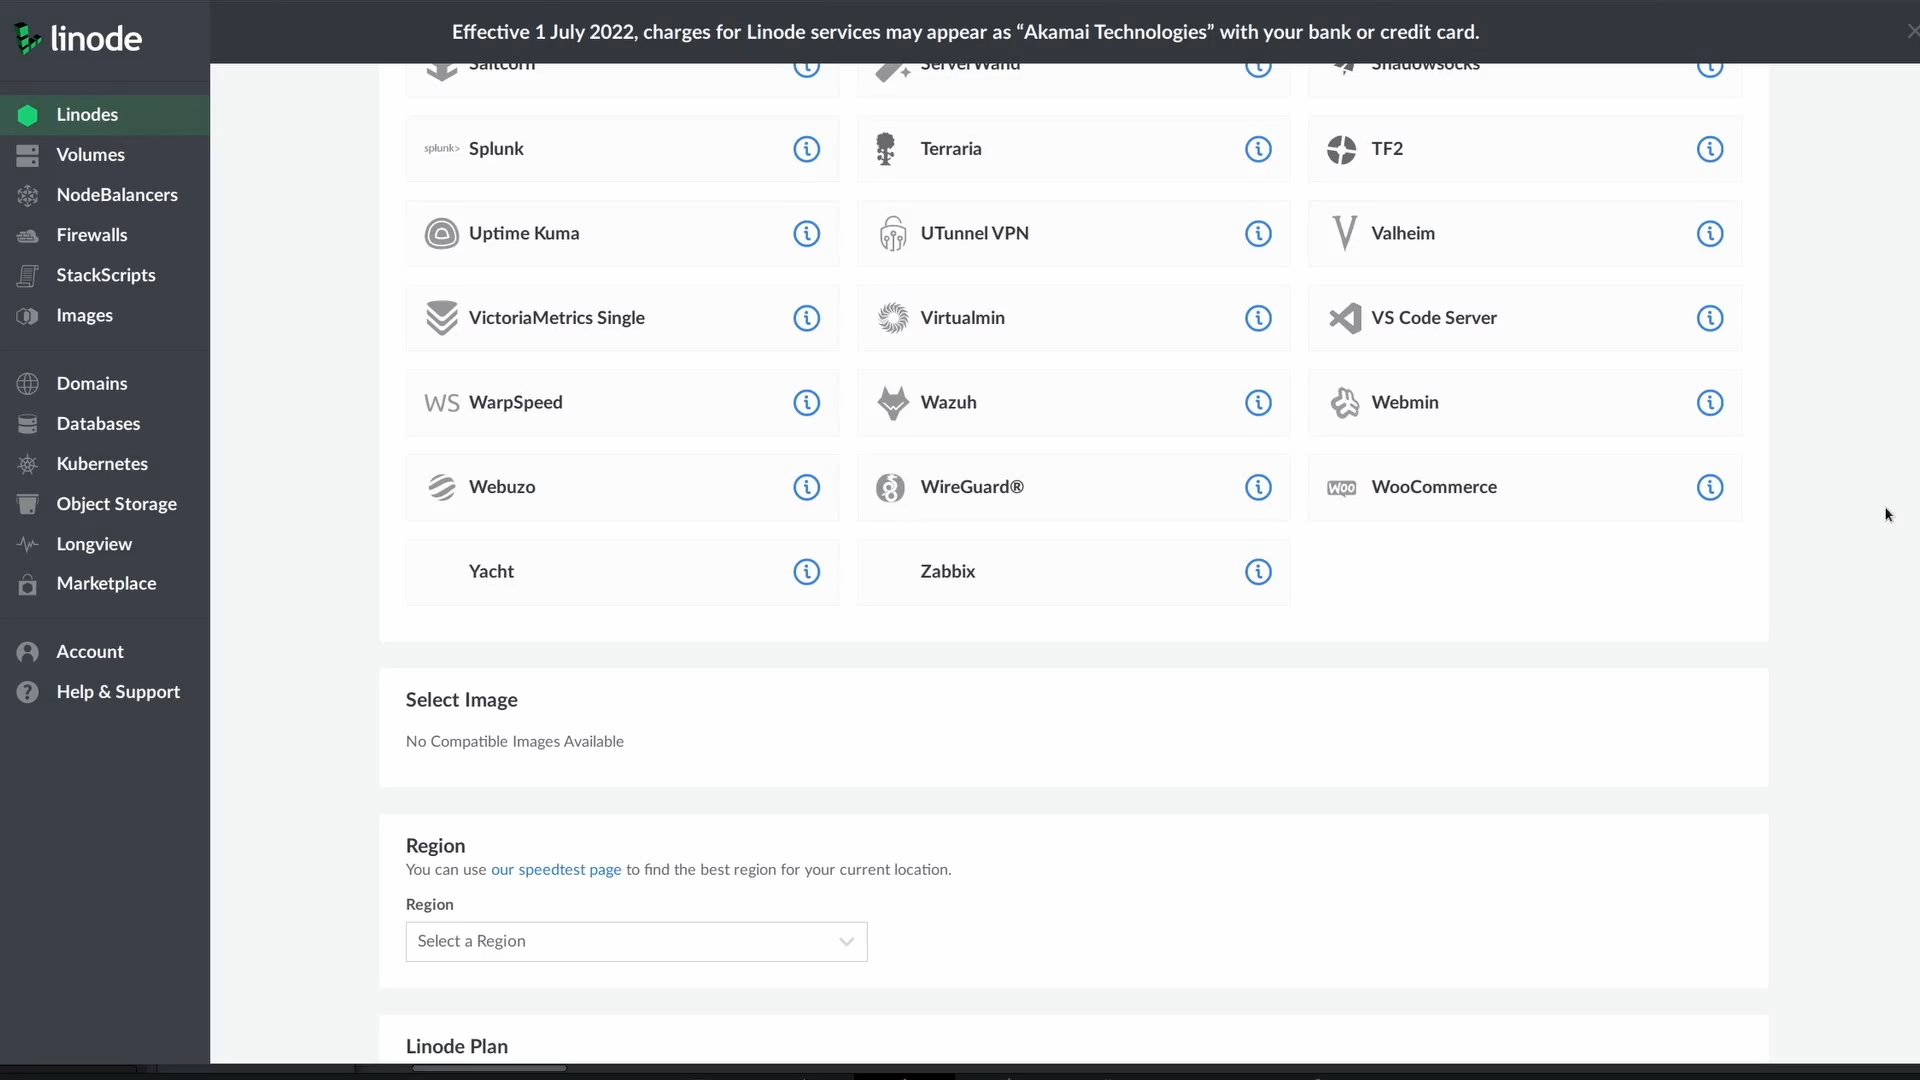 linode
Effective 1 July 2022, charges for Linode services may appear as “Akamai Technologies” with your bank or credit card.
Linodes
Volumes
NodeBalancers
Firewalls
StackScripts
Images
Domains
Databases
Kubernetes
Object Storage
Longview
Marketplace
Account
Help & Support
Saltcorn
ServerWand
Shadowsocks
splunk> Splunk
Terraria
TF2
Uptime Kuma
UTunnel VPN
Valheim
VictoriaMetrics Single
Virtualmin
VS Code Server
WS WarpSpeed
Wazuh
Webmin
Webuzo
WireGuard®
WOO WooCommerce
Yacht
Zabbix
Select Image
No Compatible Images Available
Region
You can use our speedtest page to find the best region for your current location.
Region
Select a Region
Linode Plan